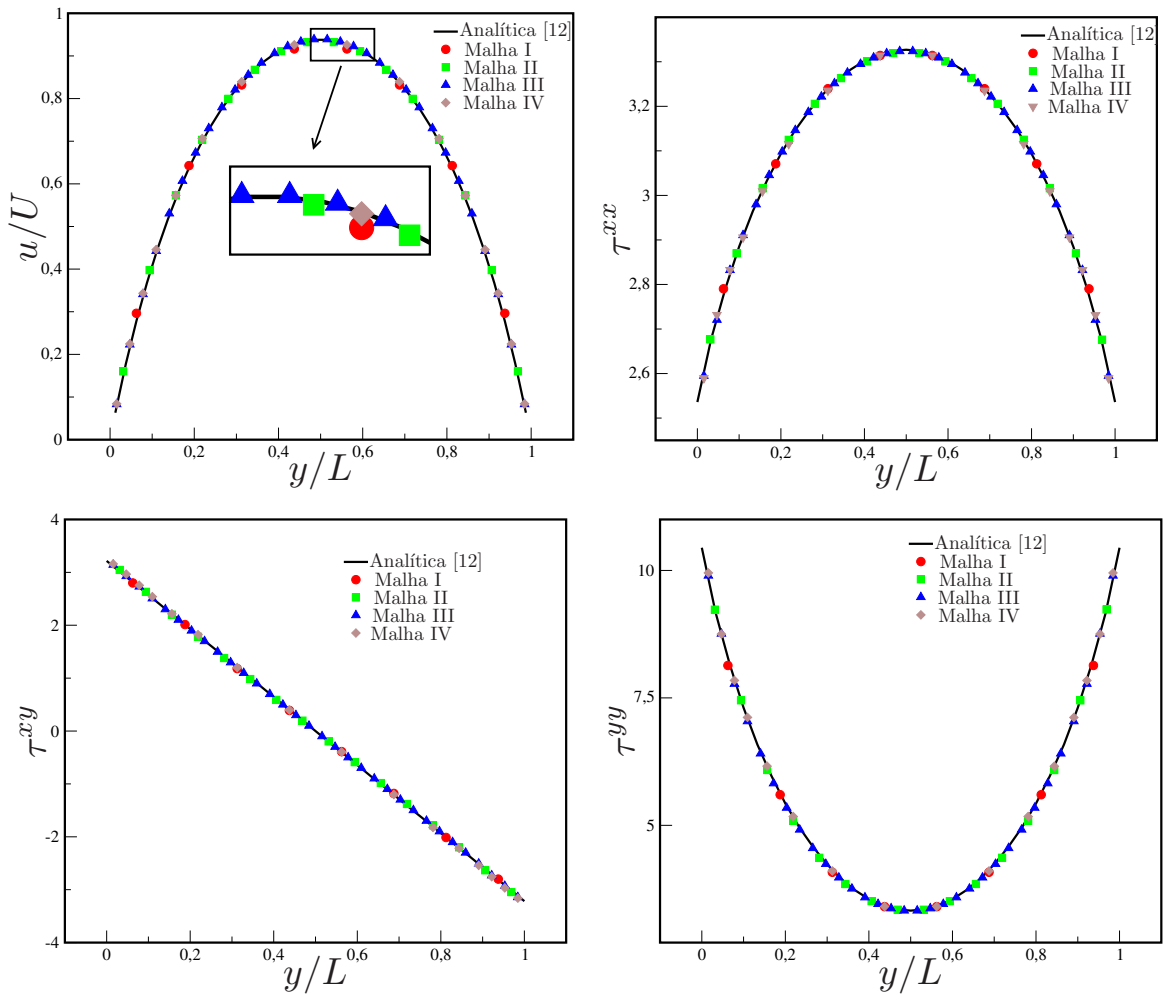 1
0,8
0,6
0,4
0,2
0
u/U
0 0,2 0,4 0,6 0,8 1
y/L
Analítica [12]
Malha I
Malha II
Malha III
Malha IV
3,2
3
2,8
2,6
τ^{xx}
0 0,2 0,4 0,6 0,8 1
y/L
Analítica [12]
Malha I
Malha II
Malha III
Malha IV
4
2
0
-2
-4
τ^{xy}
0 0,2 0,4 0,6 0,8 1
y/L
Analítica [12]
Malha I
Malha II
Malha III
Malha IV
10
7,5
5
τ^{yy}
0 0,2 0,4 0,6 0,8 1
y/L
Analítica [12]
Malha I
Malha II
Malha III
Malha IV